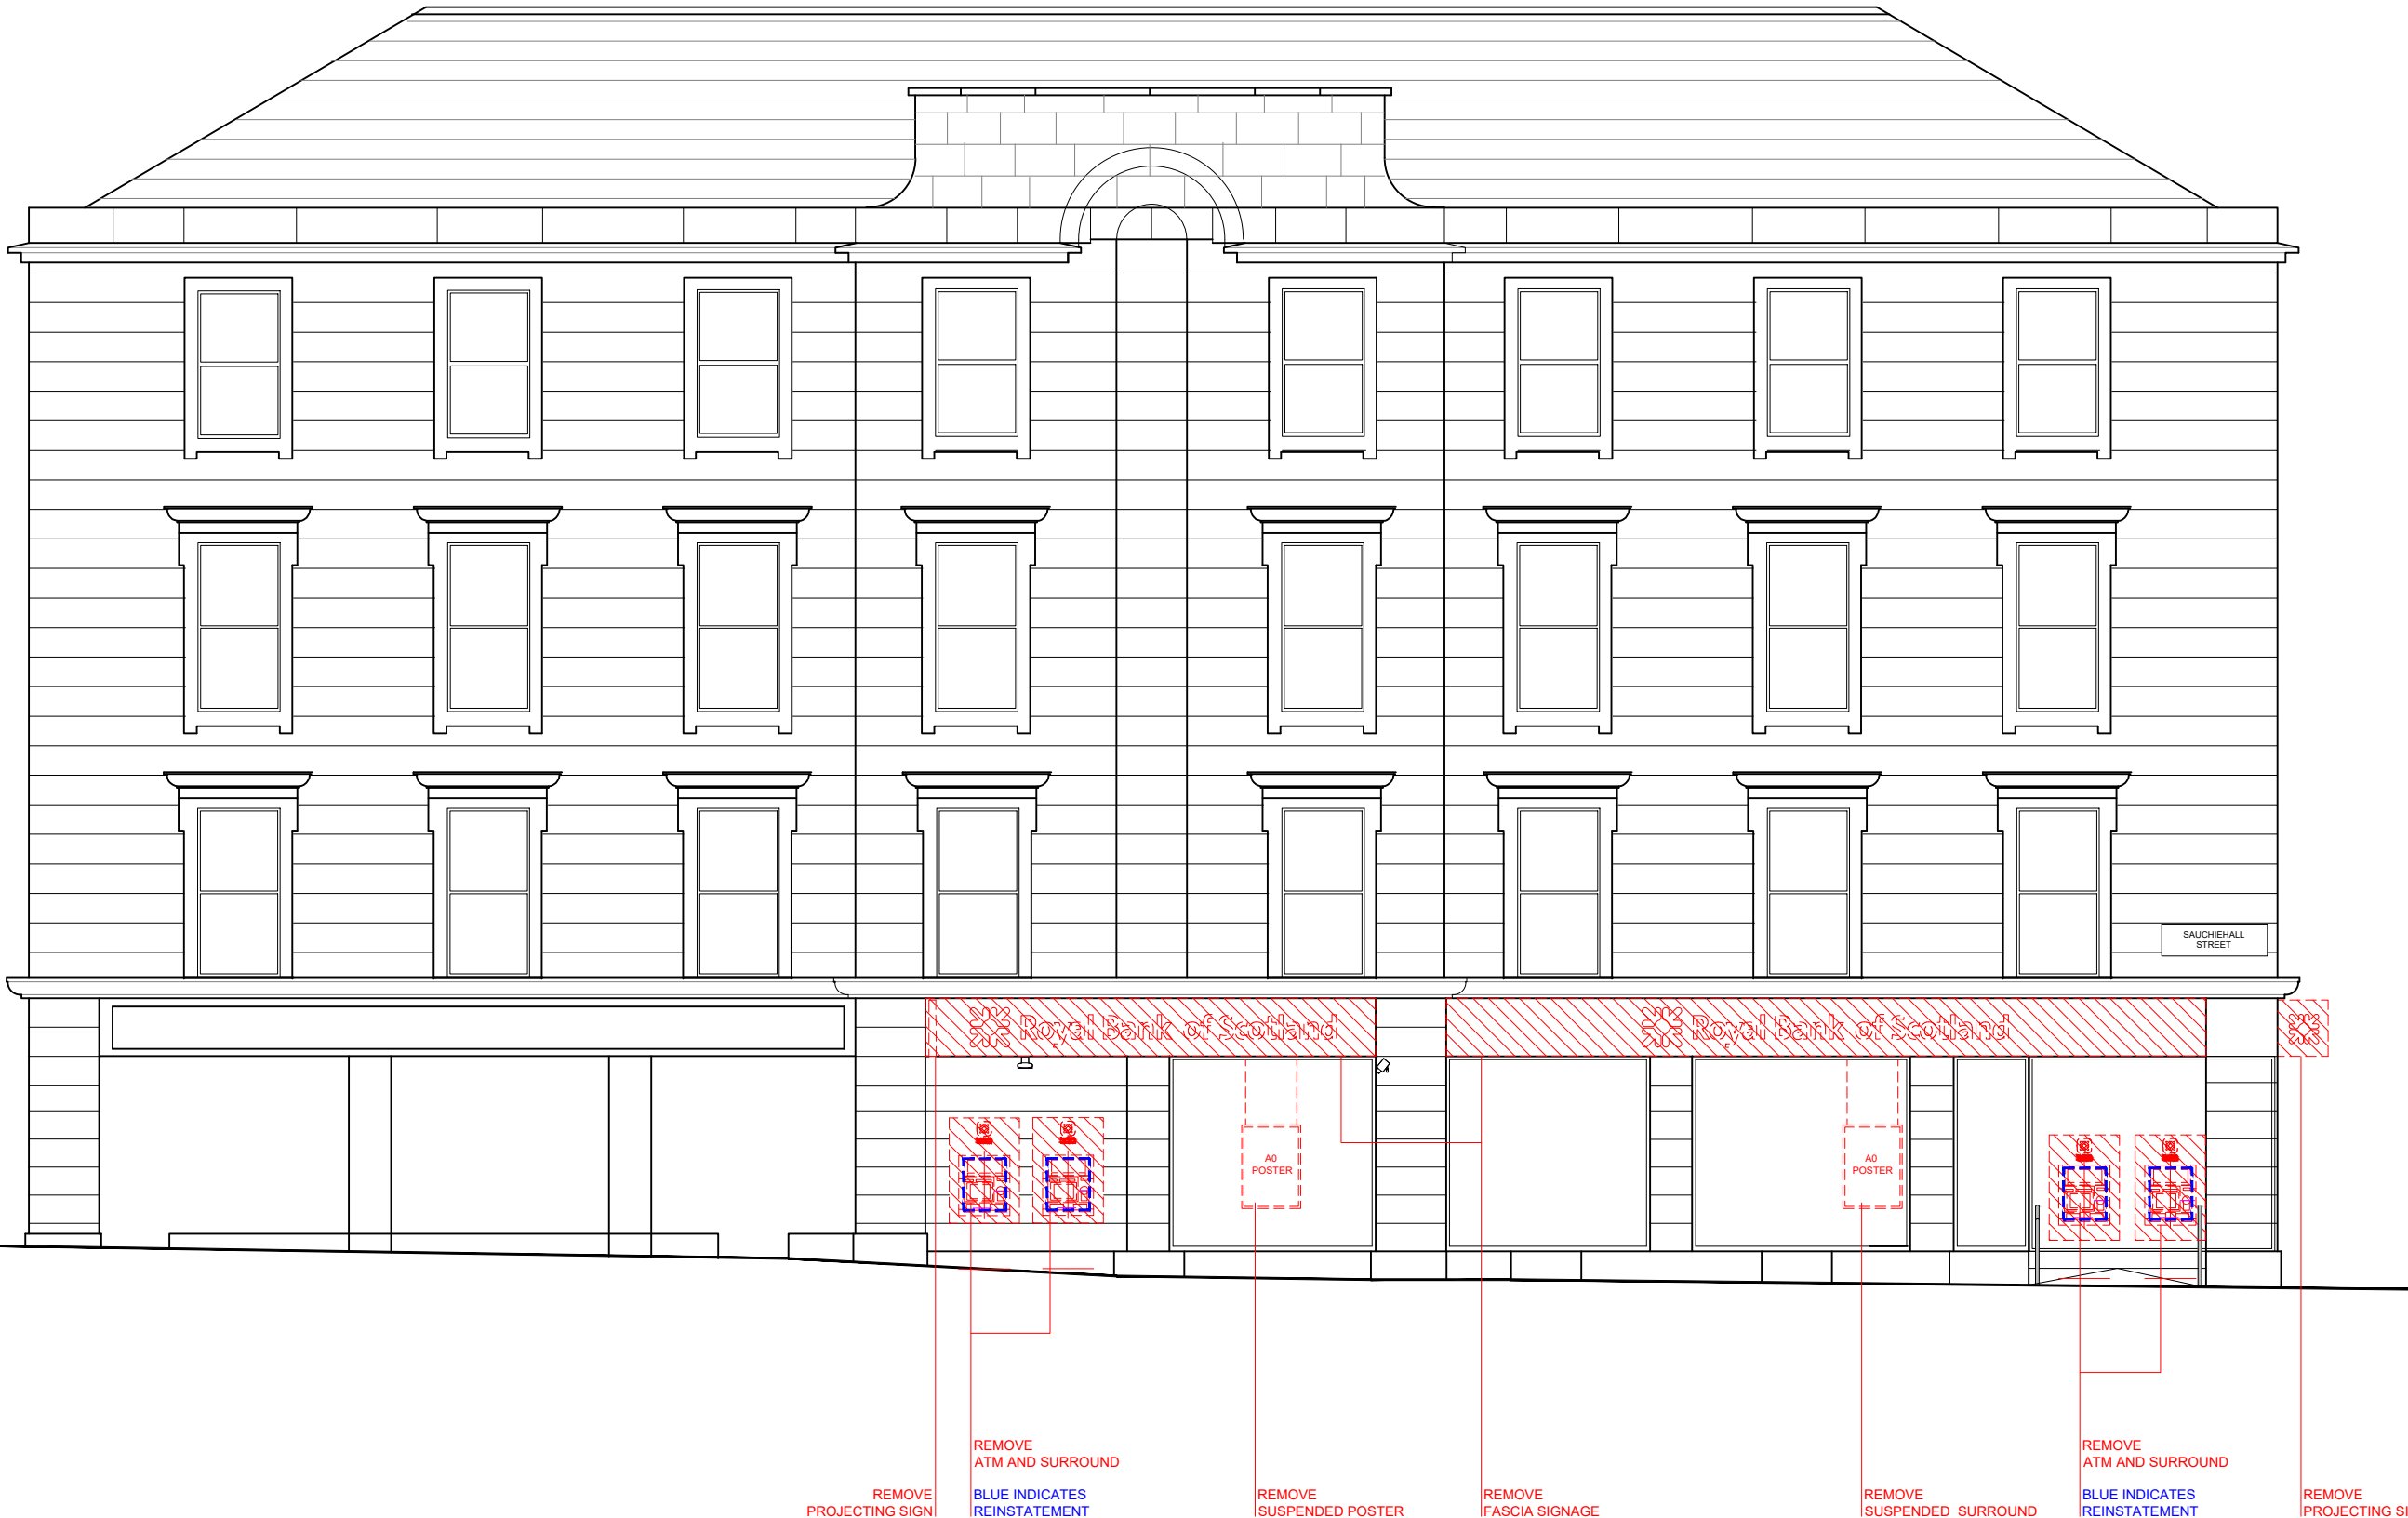 SAUCHIEHALL
STREET
Royal Bank of Scotland
Royal Bank of Scotland
A0
POSTER
A0
POSTER
REMOVE
PROJECTING SIGN
REMOVE
ATM AND SURROUND
BLUE INDICATES
REINSTATEMENT
REMOVE
SUSPENDED POSTER
REMOVE
FASCIA SIGNAGE
REMOVE
SUSPENDED SURROUND
REMOVE
ATM AND SURROUND
BLUE INDICATES
REINSTATEMENT
REMOVE
PROJECTING SI